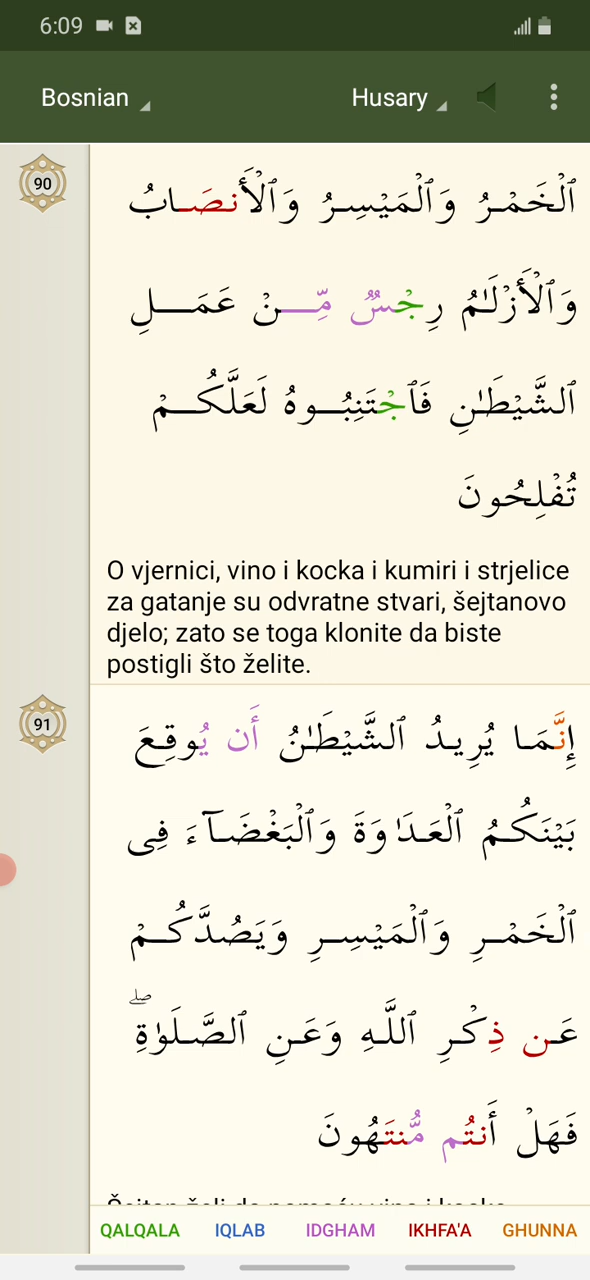 6:09
Bosnian
Husary
90
ٱلْخَمْرُ وَٱلْمَيْسِرُ وَٱلْأَنصَابُ
وَٱلْأَزْلَـٰمُ رِجْسٌ مِّنْ عَمَلِ
ٱلشَّيْطَـٰنِ فَٱجْتَنِبُوهُ لَعَلَّكُمْ
تُفْلِحُونَ
O vjernici, vino i kocka i kumiri i strjelice
za gatanje su odvratne stvari, šejtanovo
djelo; zato se toga klonite da biste
postigli što želite.
91
إِنَّمَا يُرِيدُ ٱلشَّيْطَـٰنُ أَن يُوقِعَ
بَيْنَكُمُ ٱلْعَدَٰوَةَ وَٱلْبَغْضَآءَ فِى
ٱلْخَمْرِ وَٱلْمَيْسِرِ وَيَصُدَّكُمْ
عَن ذِكْرِ ٱللَّهِ وَعَنِ ٱلصَّلَوٰةِ ۖ
فَهَلْ أَنتُم مُّنتَهُونَ
QALQALA IQLAB IDGHAM IKHFA'A GHUNNA